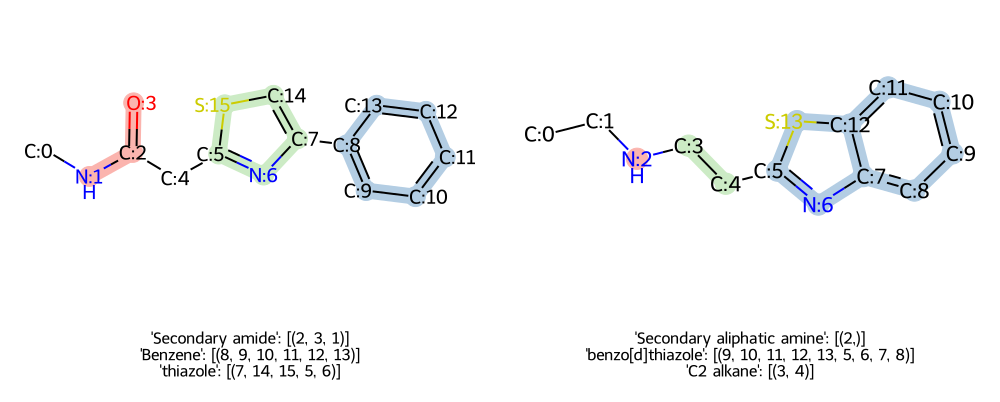 O:3
C:14
S:15
C:13
C:12
C:0
C:2
C:5
C:7
C:8
C:11
N:1
H
C:4
N:6
C:9
C:10
C:11
C:10
S:13
C:12
C:0
C:1
C:3
C:9
N:2
H
C:4
C:5
C:7
C:8
N:6
'Secondary amide': [(2, 3, 1)]
'Benzene': [(8, 9, 10, 11, 12, 13)]
'thiazole': [(7, 14, 15, 5, 6)]
'Secondary aliphatic amine': [(2,)]
'benzo[d]thiazole': [(9, 10, 11, 12, 13, 5, 6, 7, 8)]
'C2 alkane': [(3, 4)]